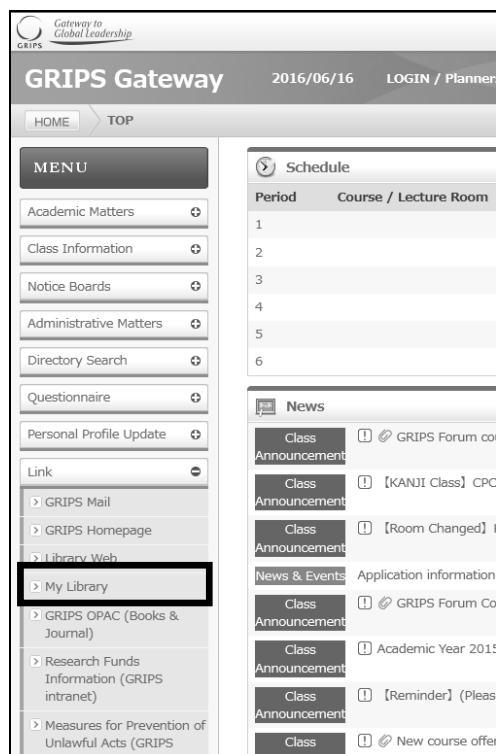 Gateway to
Global Leadership
GRIPS
GRIPS Gateway
2016/06/16
LOGIN / Planner
HOME
TOP
MENU
Academic Matters
Class Information
Notice Boards
Administrative Matters
Directory Search
Questionnaire
Personal Profile Update
Link
GRIPS Mail
GRIPS Homepage
Library Web
My Library
GRIPS OPAC (Books &
Journal)
Research Funds
Information (GRIPS
intranet)
Measures for Prevention of
Unlawful Acts (GRIPS
Schedule
Period Course / Lecture Room
1
2
3
4
5
6
News
Class
Announcement
! GRIPS Forum co
Class
Announcement
! 【KANJI Class】 CPC
Class
Announcement
! 【Room Changed】
News & Events Application information
Class
Announcement
! GRIPS Forum Co
Class
Announcement
! Academic Year 2015
Class
Announcement
! 【Reminder】 (Pleas
Class
! New course offer